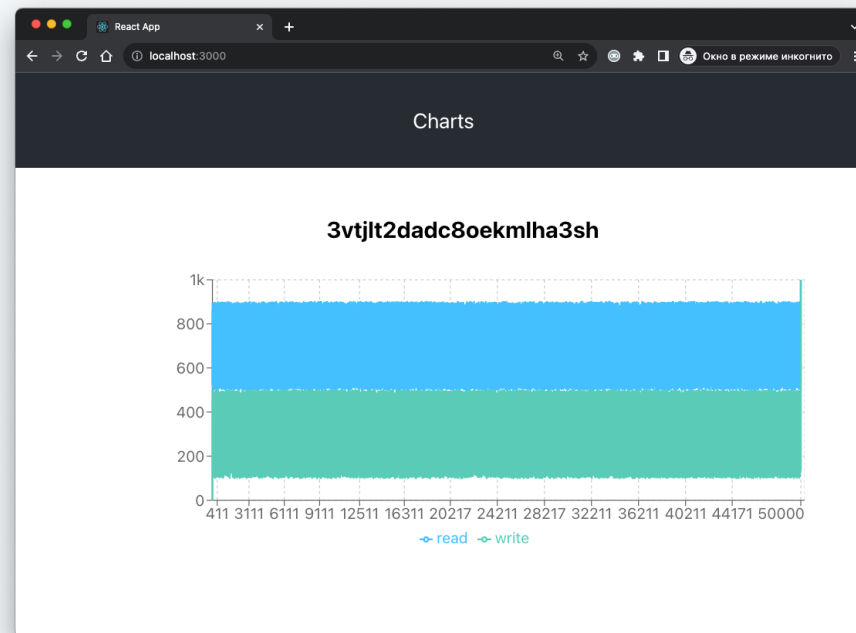 React App
localhost:3000
Окно в режиме инкогнито
Charts
3vtjlt2dadc8oekmlha3sh
1k
800
600
400
200
0
411 3111 6111 9111 12511 16311 20217 24211 28217 32211 36211 40211 44171 50000
read write